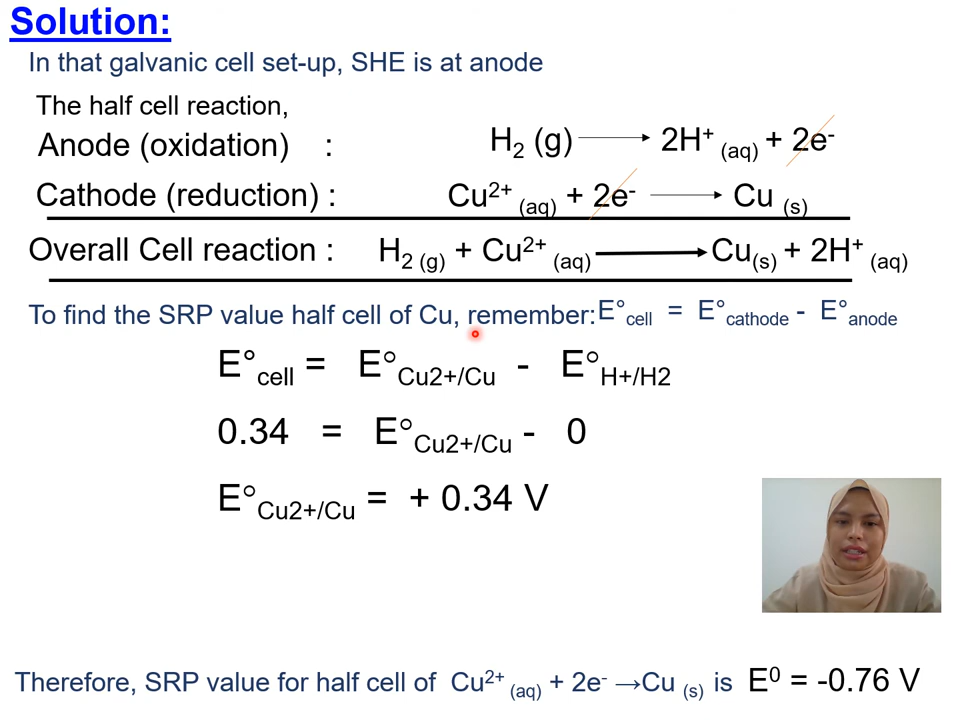 Solution:
In that galvanic cell set-up, SHE is at anode
The half cell reaction,
Anode (oxidation) : H₂ (g) ⟶ 2H⁺ (aq) + 2e⁻
Cathode (reduction) : Cu²⁺ (aq) + 2e⁻ ⟶ Cu (s)
Overall Cell reaction : H₂ (g) + Cu²⁺ (aq) ⟶ Cu(s) + 2H⁺ (aq)
To find the SRP value half cell of Cu, remember: E°cell = E°cathode - E°anode
E°cell = E°Cu2+/Cu - E°H+/H2
0.34 = E°Cu2+/Cu - 0
E°Cu2+/Cu = + 0.34 V
Therefore, SRP value for half cell of Cu²⁺ (aq) + 2e⁻ →Cu (s) is E⁰ = -0.76 V